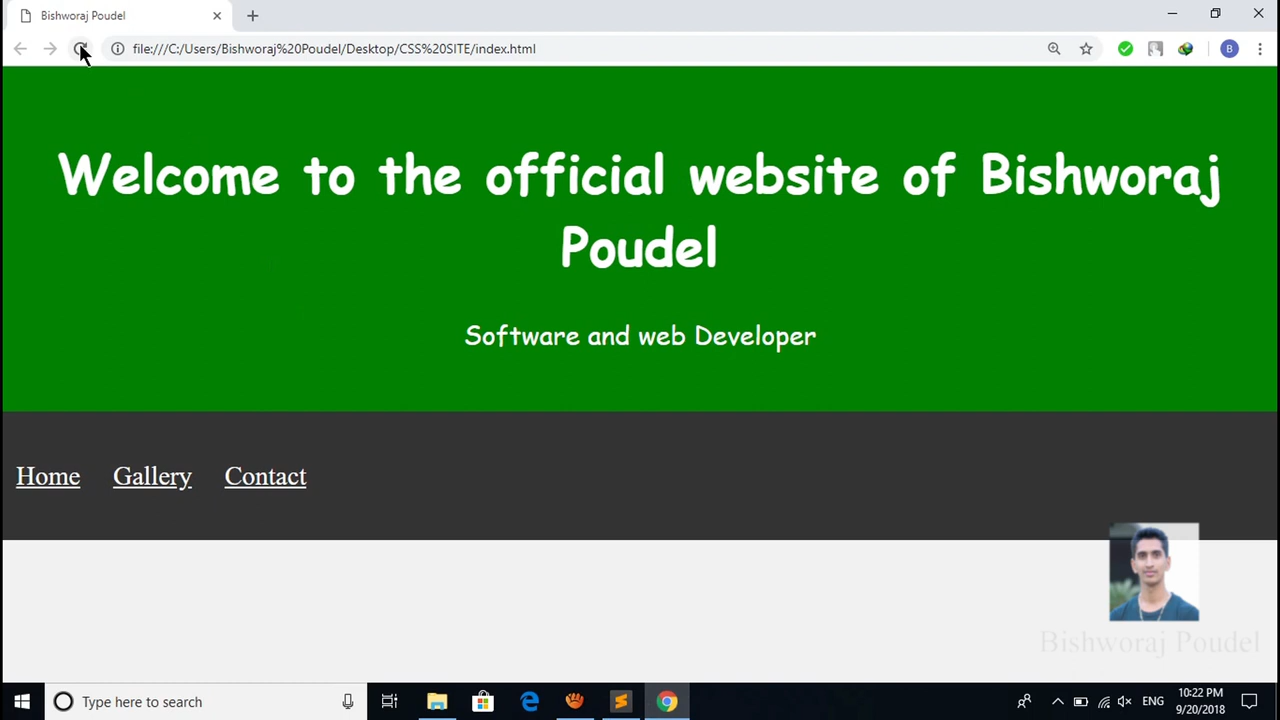 Bishworaj Poudel
file:///C:/Users/Bishworaj%20Poudel/Desktop/CSS%20SITE/index.html
B
Welcome to the official website of Bishworaj
Poudel
Software and web Developer
Home Gallery Contact
Bishworaj Poudel
Type here to search
ENG
10:22 PM
9/20/2018